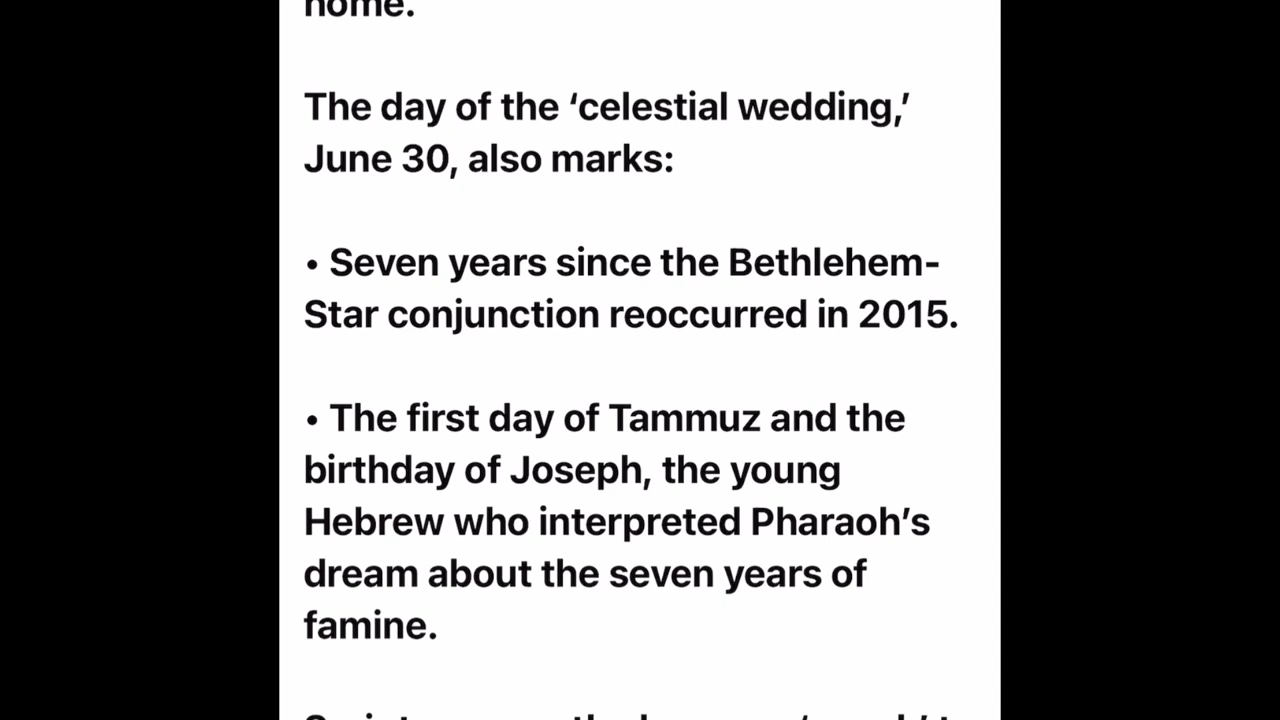 home.
The day of the ‘celestial wedding,’
June 30, also marks:
• Seven years since the Bethlehem-
Star conjunction reoccurred in 2015.
• The first day of Tammuz and the
birthday of Joseph, the young
Hebrew who interpreted Pharaoh’s
dream about the seven years of
famine.